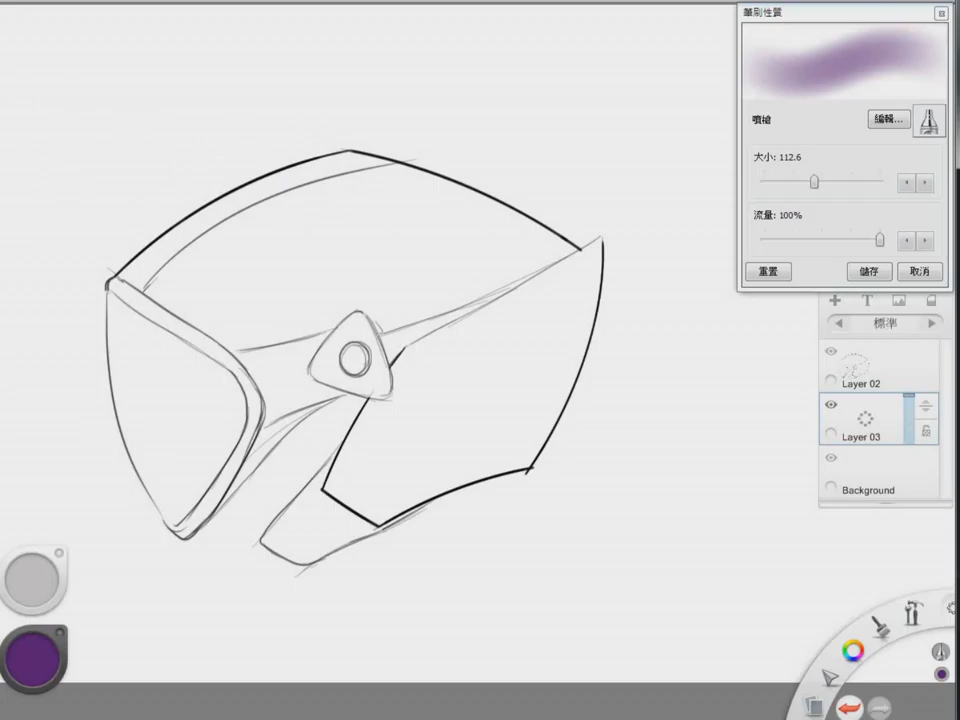 筆刷性質
噴槍
編輯...
大小: 112.6
流量: 100%
重置
儲存
取消
T
標準
Layer 02
Layer 03
Background